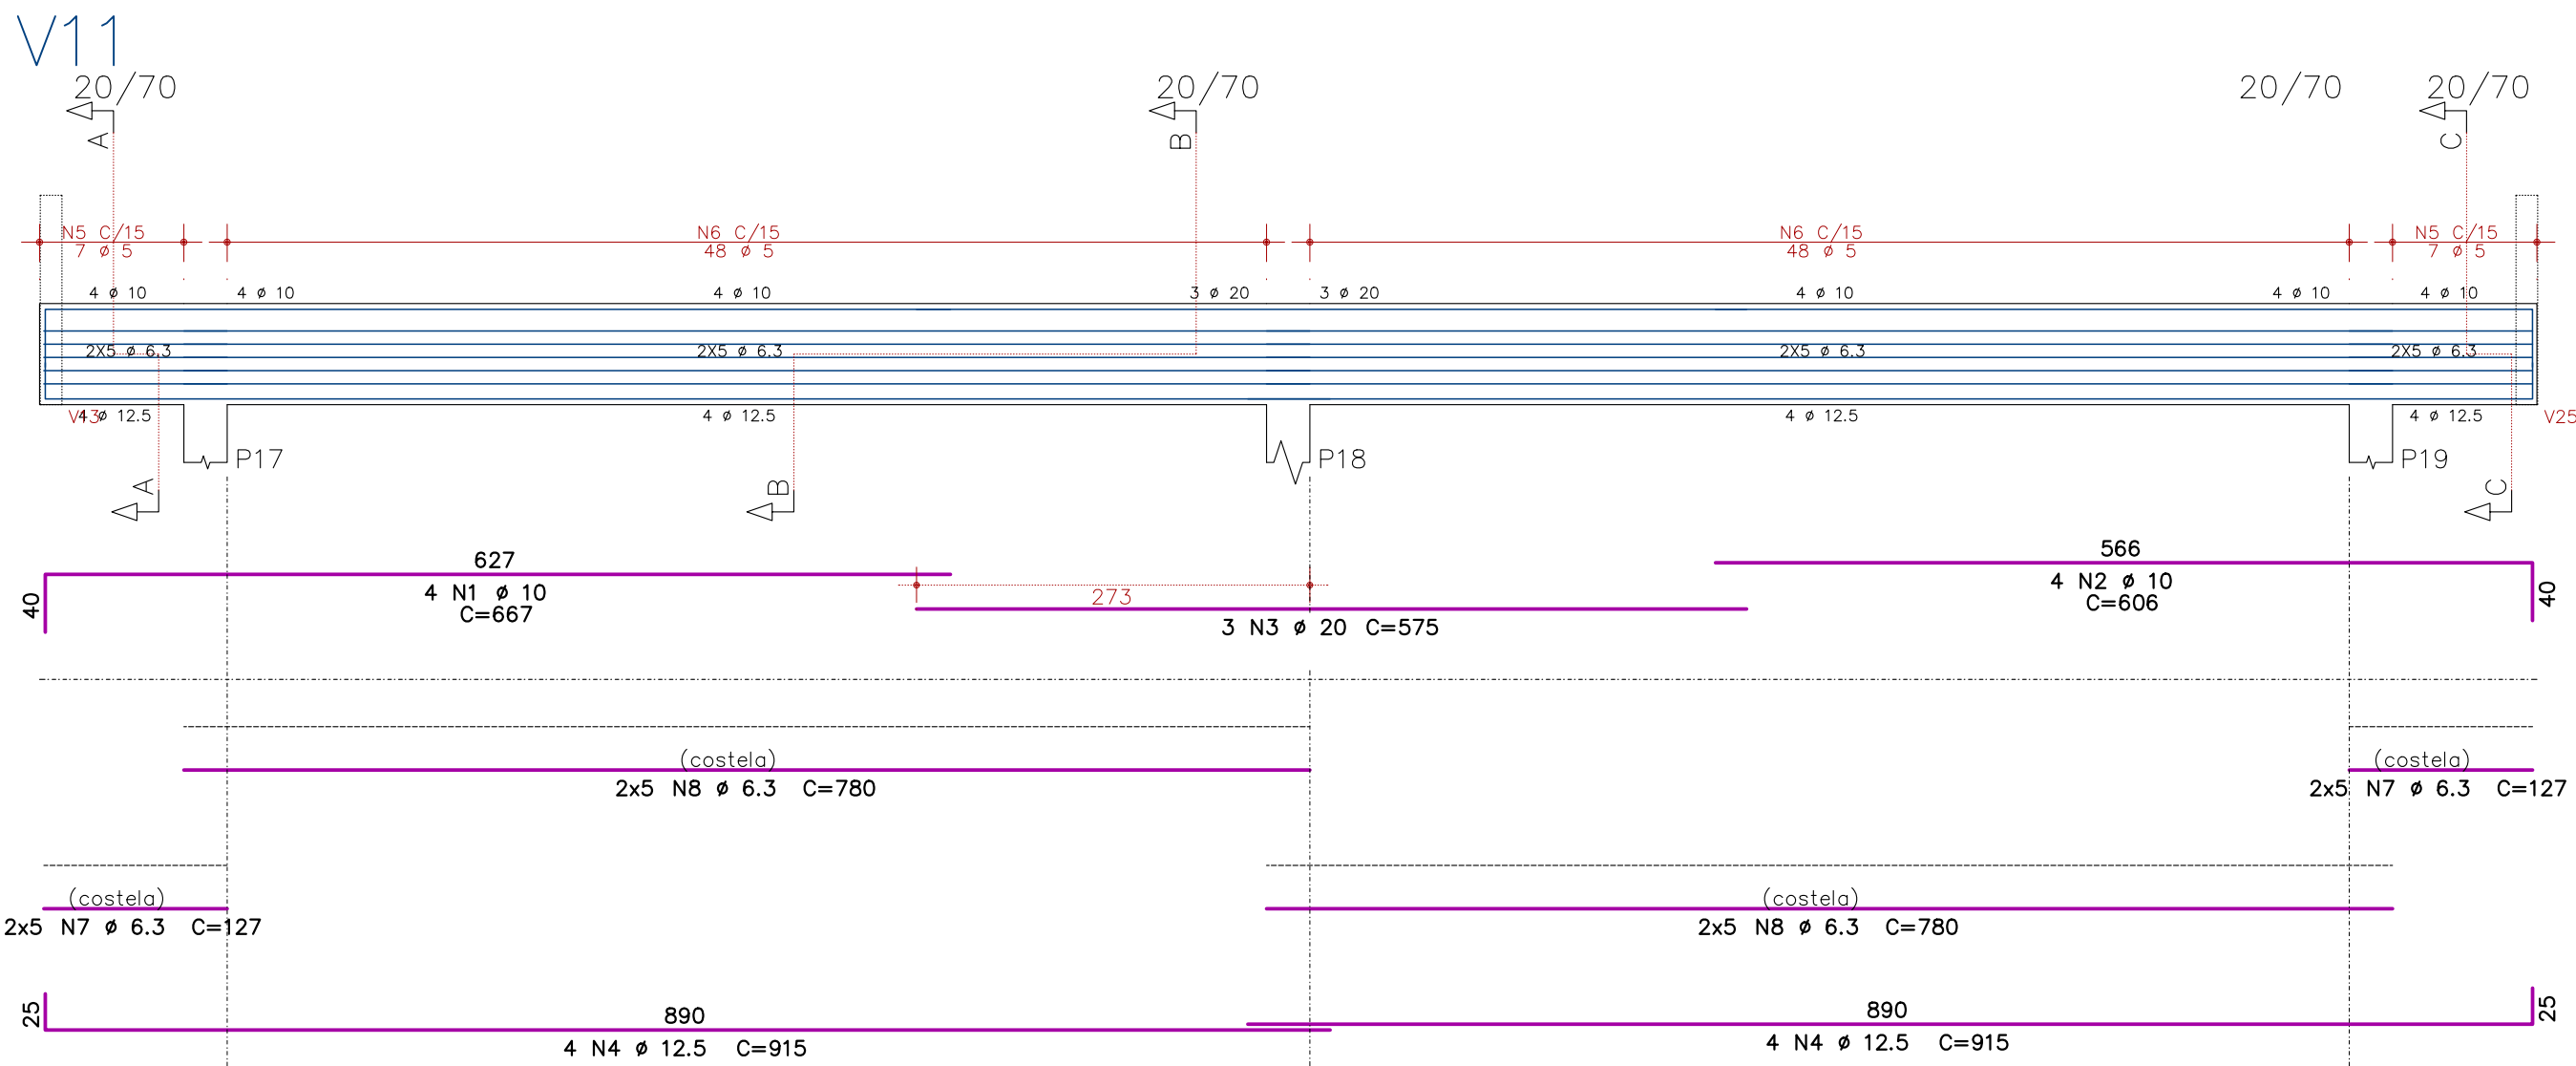 V11
20/70 20/70 20/70 20/70
A B C
N5 C/15 N6 C/15 N6 C/15 N5 C/15
7 ø 5 48 ø 5 48 ø 5 7 ø 5
4 ø 10 4 ø 10 4 ø 10 3 ø 20 3 ø 20 4 ø 10 4 ø 10 4 ø 10
2X5 ø 6.3 2X5 ø 6.3 2X5 ø 6.3 2X5 ø 6.3
V43 4 ø 12.5 4 ø 12.5 4 ø 12.5 4 ø 12.5 V25
P17 P18 P19
A B C
627 566
40 4 N1 ø 10 4 N2 ø 10 40
C=667 273 C=606
3 N3 ø 20 C=575
(costela) (costela)
2x5 N8 ø 6.3 C=780 2x5 N7 ø 6.3 C=127
(costela) (costela)
2x5 N7 ø 6.3 C=127 2x5 N8 ø 6.3 C=780
25 890 890 25
4 N4 ø 12.5 C=915 4 N4 ø 12.5 C=915